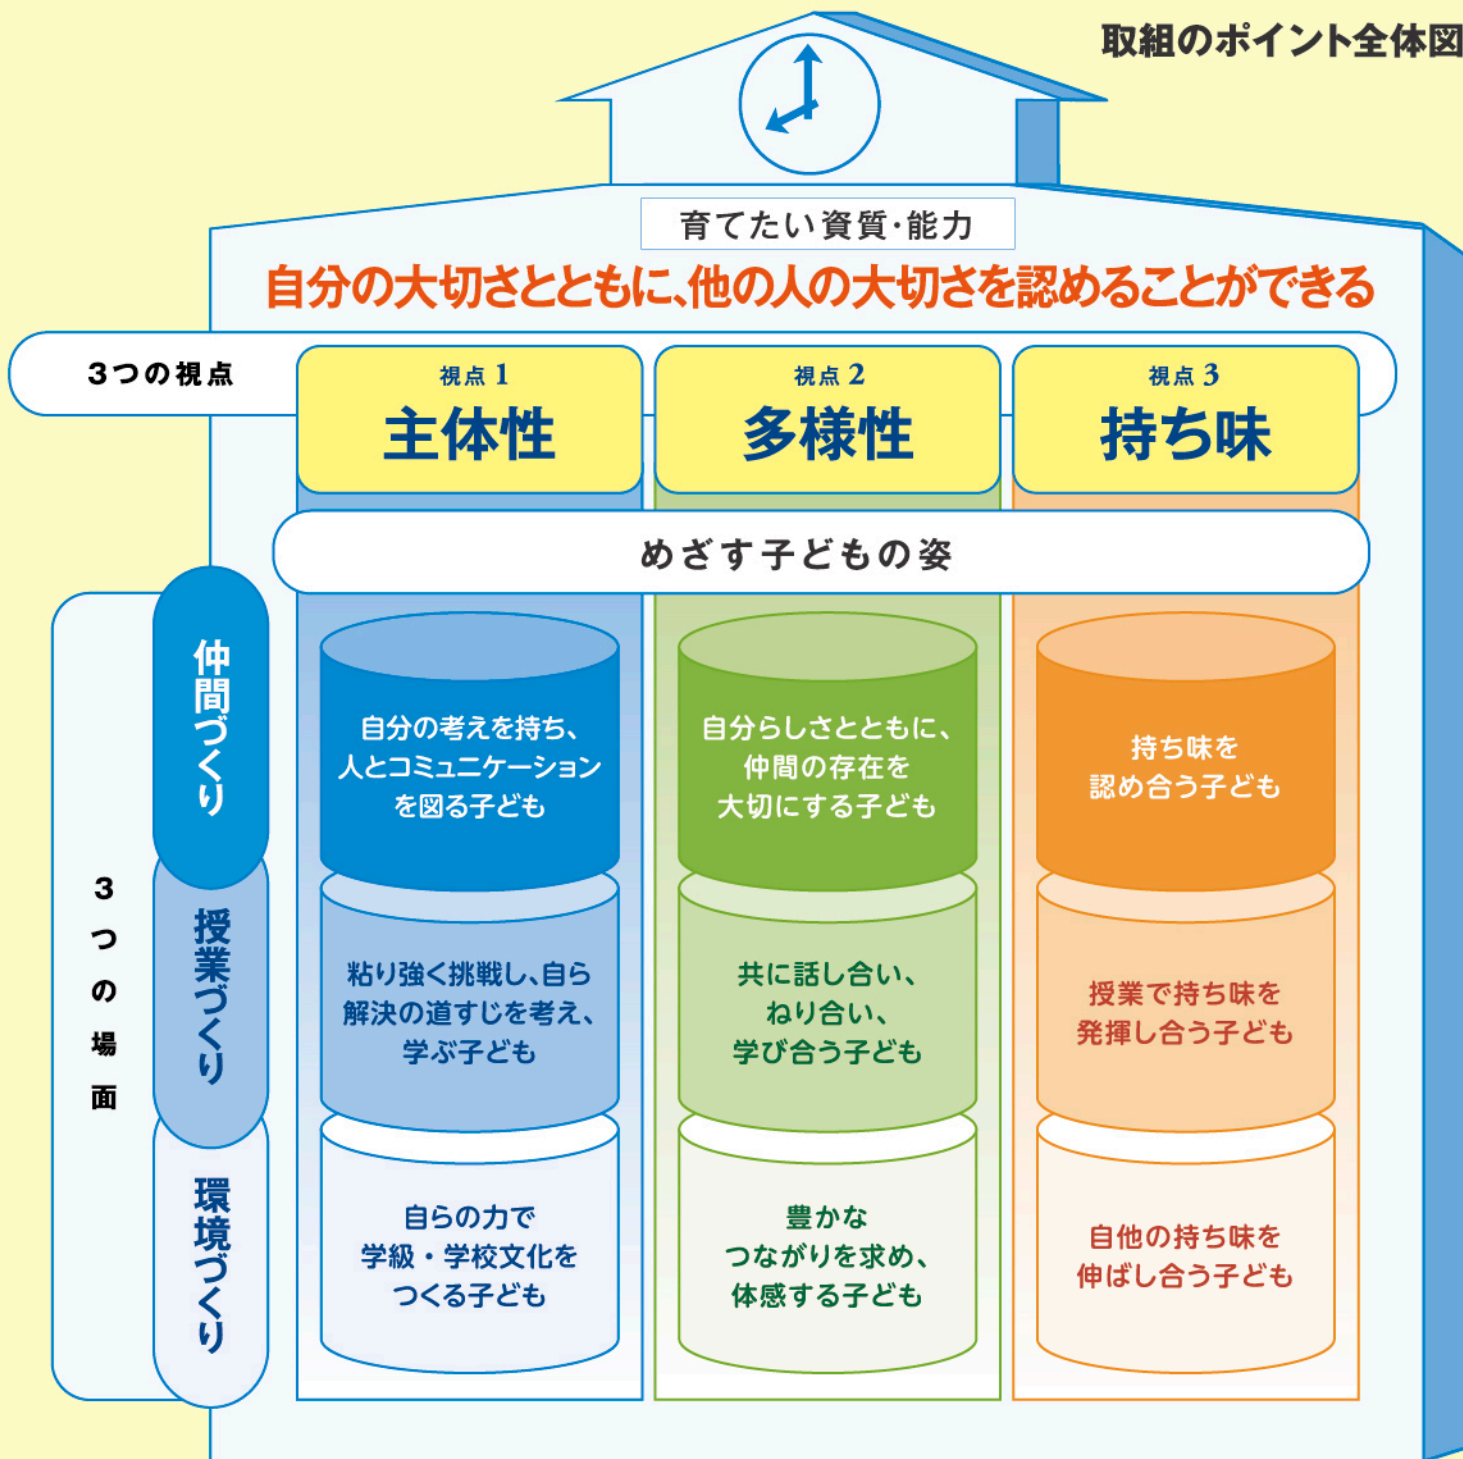 取組のポイント全体図
育てたい資質・能力
自分の大切さとともに、他の人の大切さを認めることができる
3つの視点
視点 1
主体性
視点 2
多様性
視点 3
持ち味
めざす子どもの姿
3つの場面
仲間づくり
自分の考えを持ち、
人とコミュニケーション
を図る子ども
自分らしさとともに、
仲間の存在を
大切にする子ども
持ち味を
認め合う子ども
授業づくり
粘り強く挑戦し、自ら
解決の道すじを考え、
学ぶ子ども
共に話し合い、
ねり合い、
学び合う子ども
授業で持ち味を
発揮し合う子ども
環境づくり
自らの力で
学級・学校文化を
つくる子ども
豊かな
つながりを求め、
体感する子ども
自他の持ち味を
伸ばし合う子ども